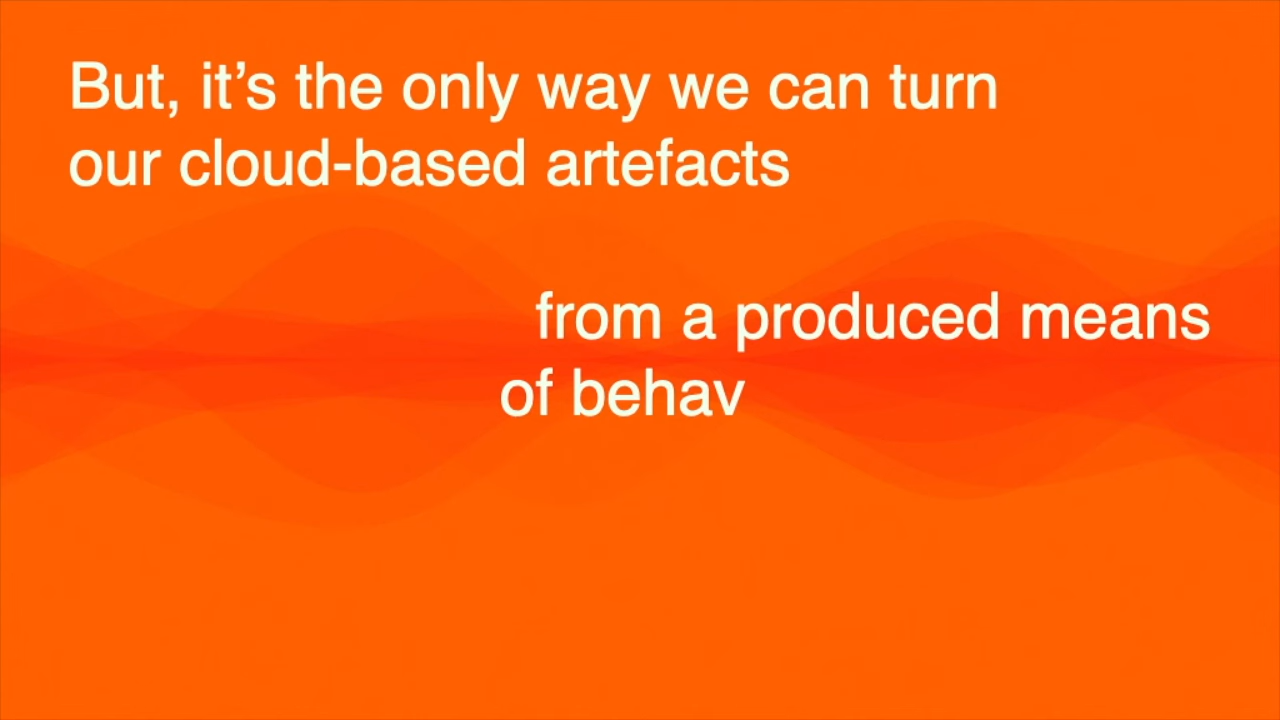 But, it’s the only way we can turn
our cloud-based artefacts
from a produced means
of behav